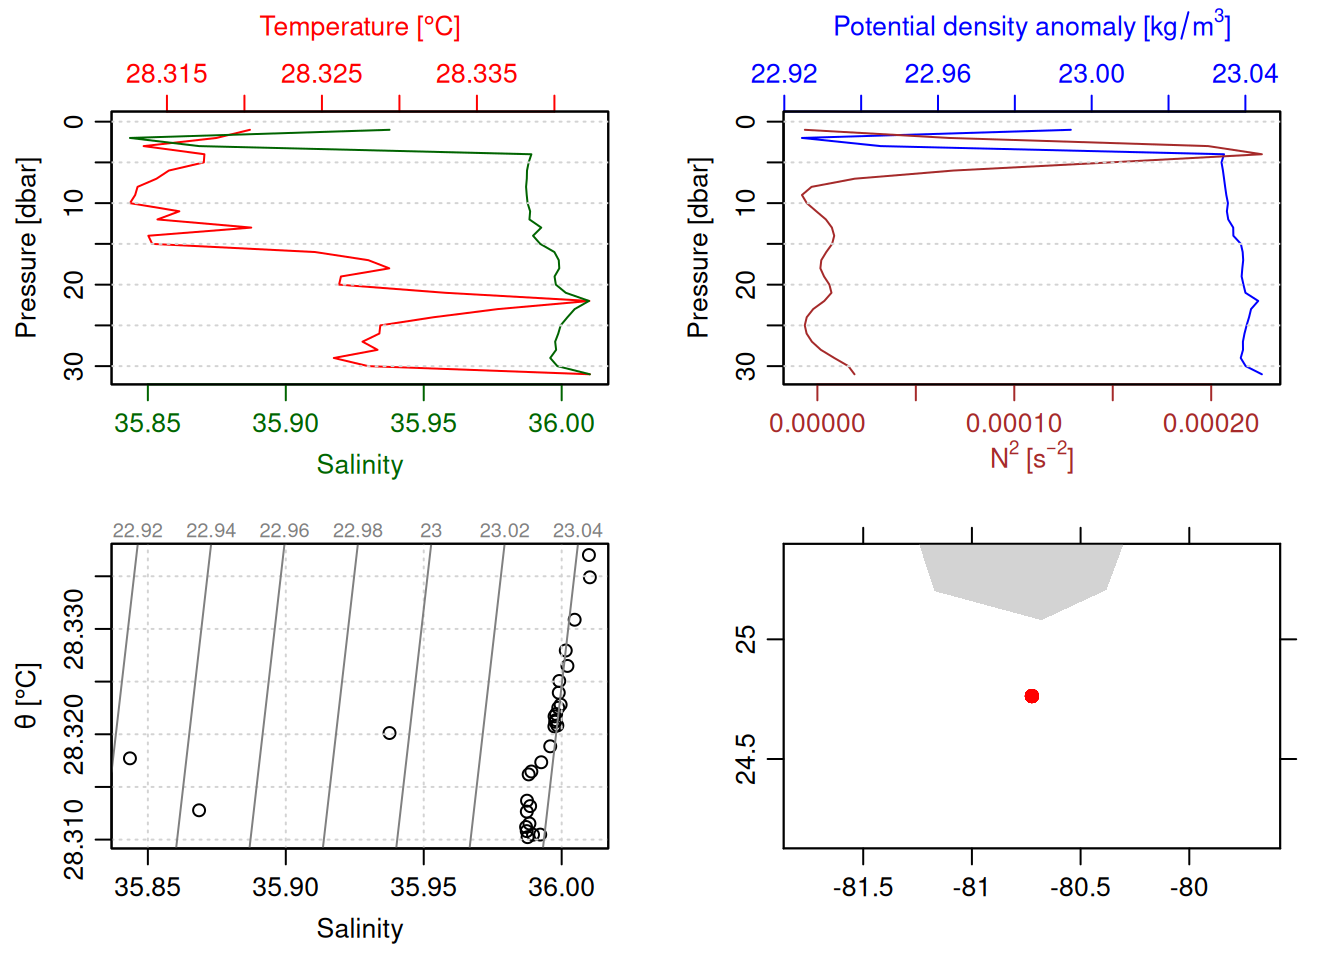 Temperature [°C]
28.315 28.325 28.335
0
10
20
30
Pressure [dbar]
35.85 35.90 35.95 36.00
Salinity
Potential density anomaly [kg/m³]
22.92 22.96 23.00 23.04
0
10
20
30
Pressure [dbar]
0.00000 0.00010 0.00020
N² [s⁻²]
22.92 22.94 22.96 22.98 23 23.02 23.04
28.330
28.320
28.310
θ [°C]
35.85 35.90 35.95 36.00
Salinity
25
24.5
-81.5 -81 -80.5 -80